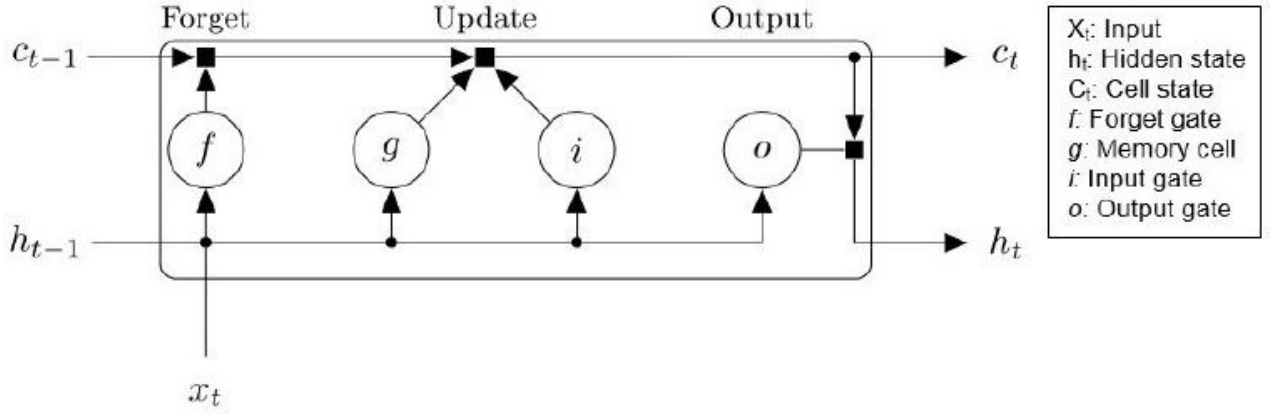 Forget Update Output
c_{t-1} c_t
f g i o
h_{t-1} h_t
x_t
X_t: Input
h_t: Hidden state
C_t: Cell state
f: Forget gate
g: Memory cell
i: Input gate
o: Output gate